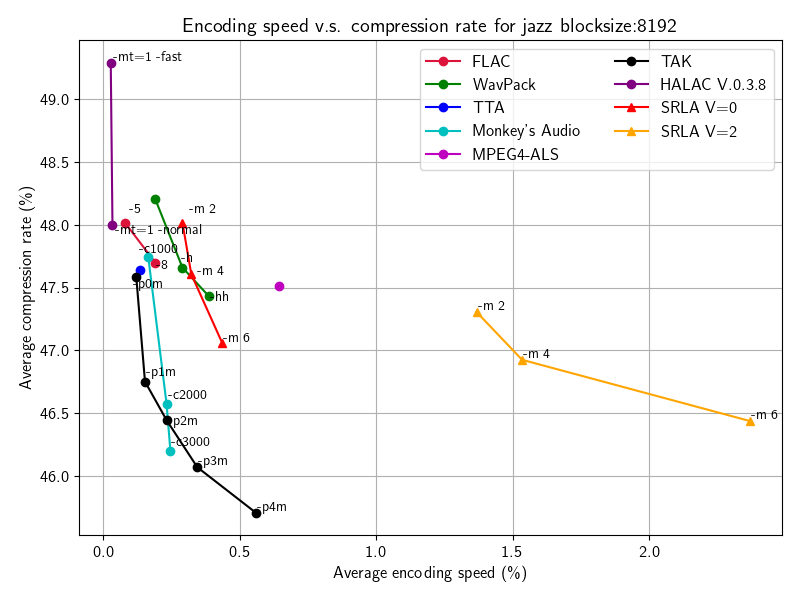 Encoding speed v.s. compression rate for jazz blocksize:8192
FLAC
WavPack
TTA
Monkey's Audio
MPEG4-ALS
TAK
HALAC V.0.3.8
SRLA V=0
SRLA V=2
-mt=1 -fast
-5
-m 2
-mt=1 -normal
-c1000
-8
-h
-m 4
-p0m
-hh
-m 2
-m 6
-m 4
-p1m
-c2000
-p2m
-m 6
-c3000
-p3m
-p4m
49.0
48.5
48.0
47.5
47.0
46.5
46.0
Average compression rate (%)
0.0
0.5
1.0
1.5
2.0
Average encoding speed (%)